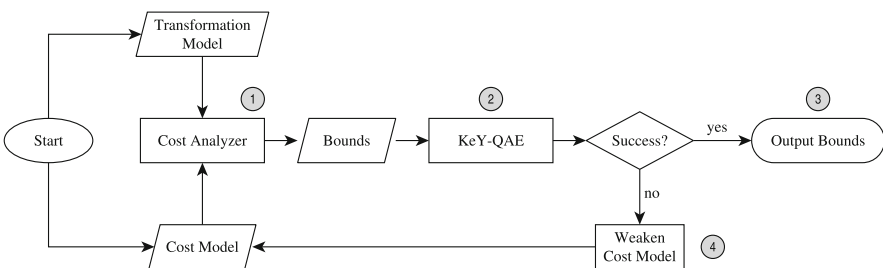 Transformation
Model
1
2
3
Start
Cost Analyzer
Bounds
KeY-QAE
Success?
yes
Output Bounds
no
Cost Model
Weaken
Cost Model
4